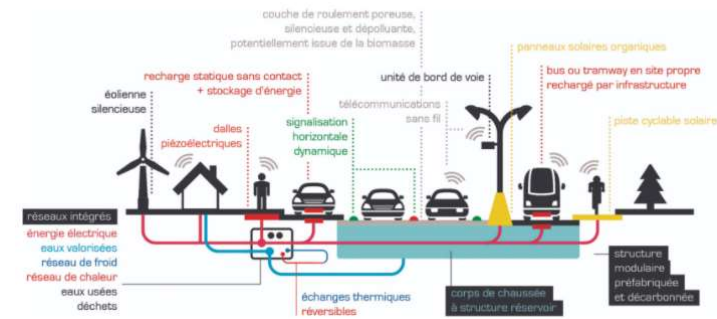 couche de roulement poreuse,
silencieuse et dépolluante,
potentiellement issue de la biomasse
panneaux solaires organiques
recharge statique sans contact
+ stockage d'énergie
unité de bord de voie
bus ou tramway en site propre
rechargé par infrastructure
éolienne
silencieuse
télécommunications
sans fil
dalles
pièzoélectriques
signalisation
horizontale
dynamique
piste cyclable solaire
réseaux intégrés
énergie électrique
eaux valorisées
réseau de froid
réseau de chaleur
eaux usées
déchets
échanges thermiques
réversibles
corps de chaussée
à structure réservoir
structure
modulaire
préfabriquée
et décarbonnée